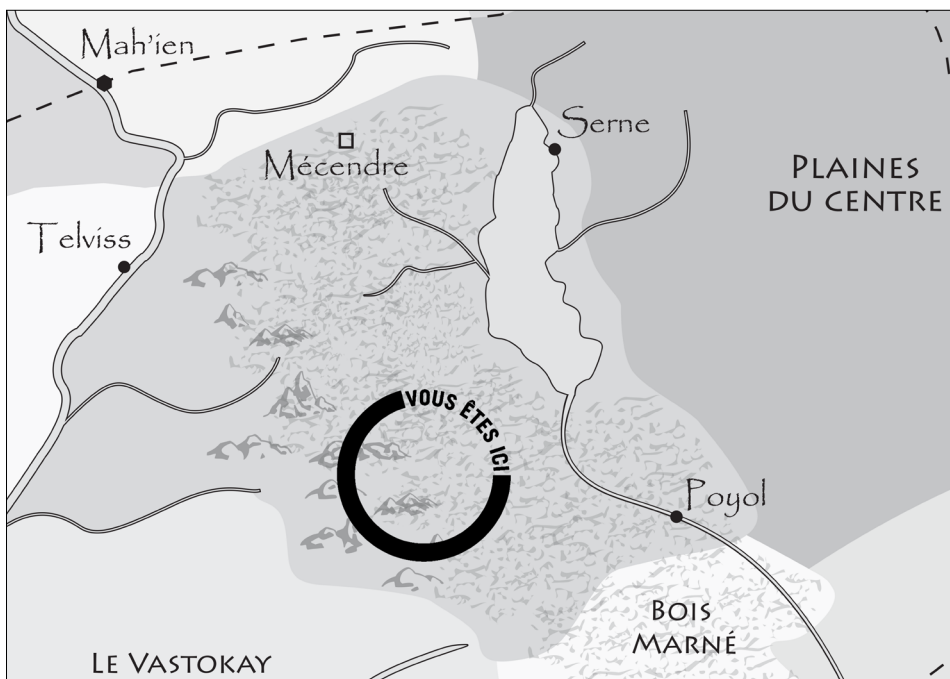 Mah'ien
Serne
Mécendre
PLAINES
DU CENTRE
Telviss
VOUS ÊTES ICI
Poyol
BOIS
MARNÉ
LE VASTOKAY